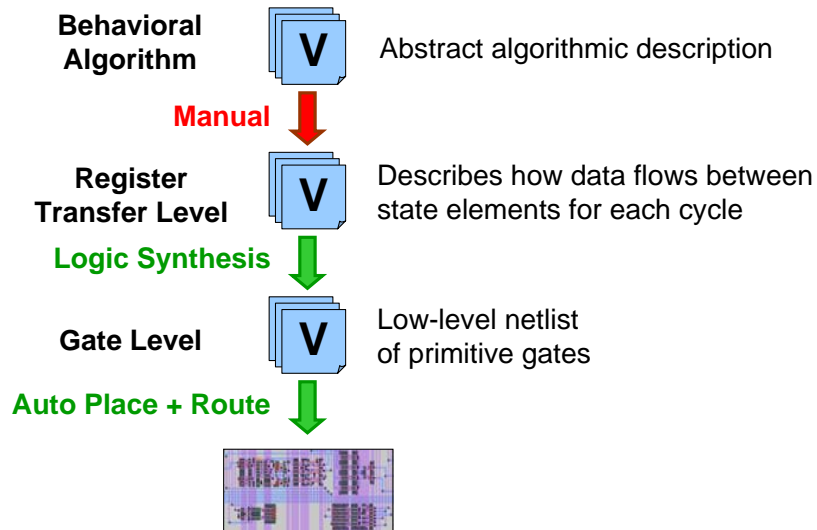 Behavioral
Algorithm
V
Abstract algorithmic description
Manual
Register
Transfer Level
V
Describes how data flows between
state elements for each cycle
Logic Synthesis
Gate Level
V
Low-level netlist
of primitive gates
Auto Place + Route